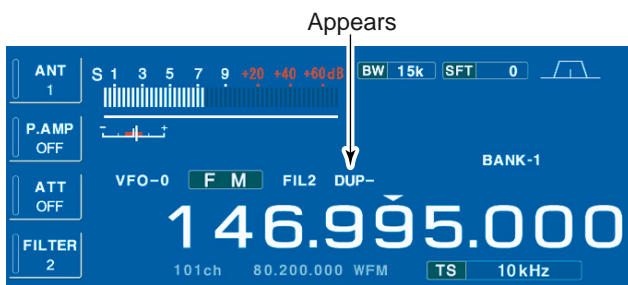 Appears
ANT
1
S 1 3 5 7 9 +20 +40 +60dB
BW 15k SFT 0
P.AMP
OFF
- +
BANK-1
VFO-0 F M FIL2 DUP-
ATT
OFF
146.995.000
FILTER
2
101ch 80.200.000 WFM TS 10kHz